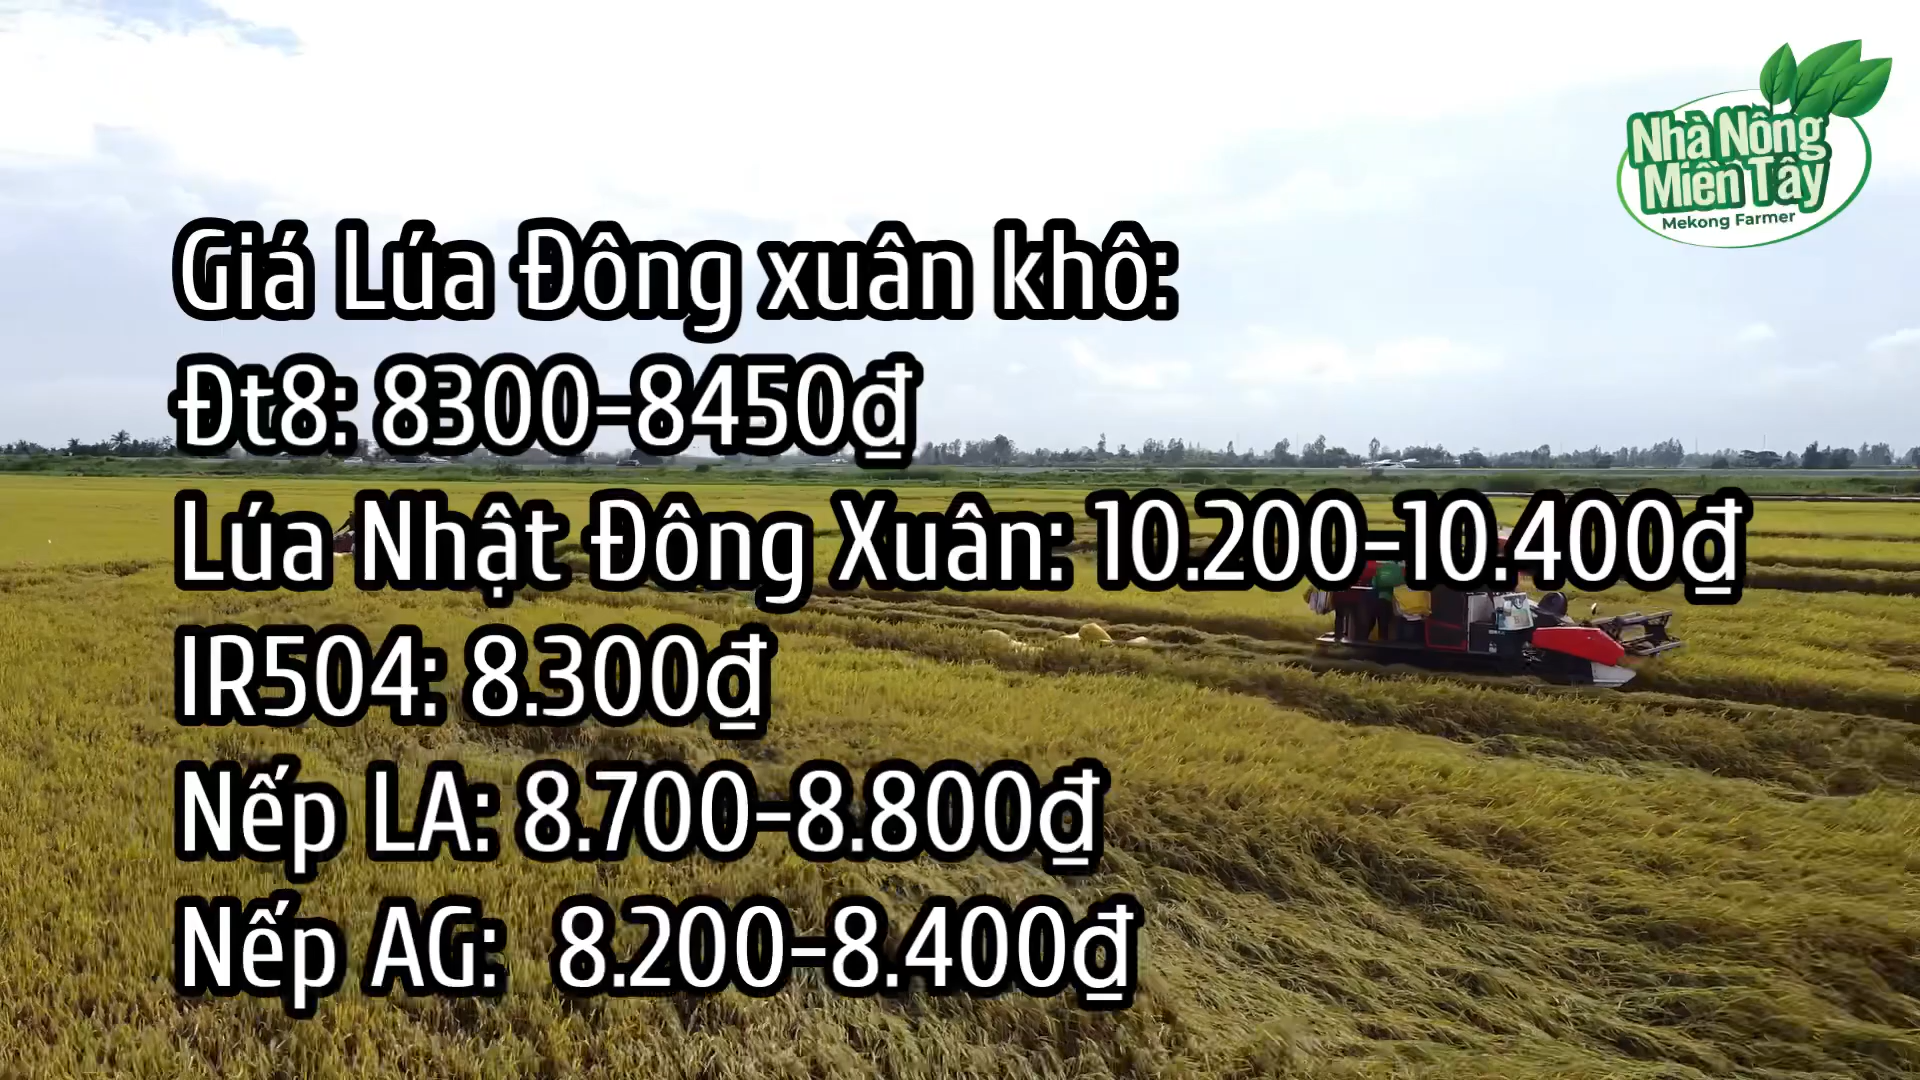 Nhà Nông
Miền Tây
Mekong Farmer
Giá Lúa Đông xuân khô:
Đt8: 8300-8450₫
Lúa Nhật Đông Xuân: 10.200-10.400₫
IR504: 8.300₫
Nếp LA: 8.700-8.800₫
Nếp AG: 8.200-8.400₫